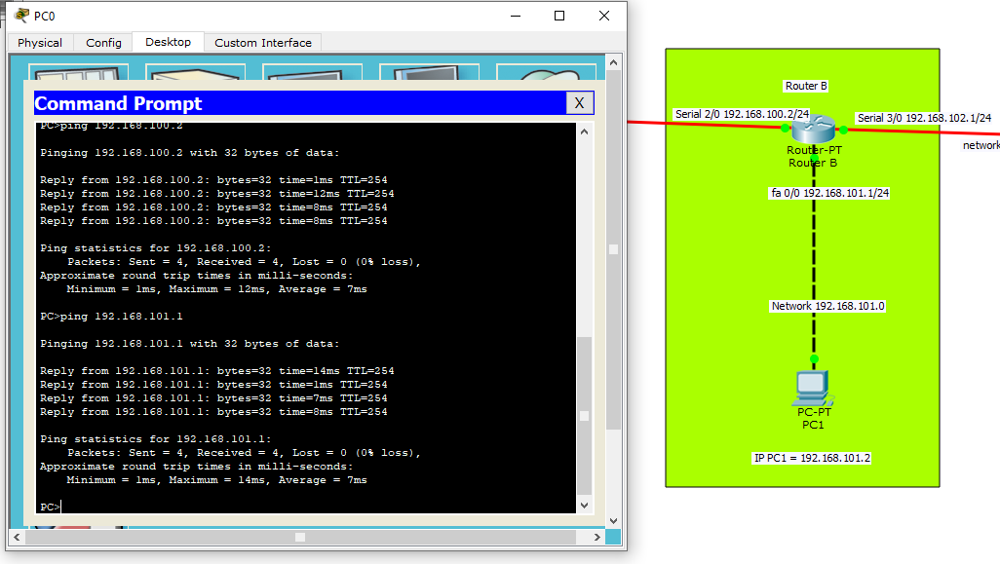 PC0
Physical
Config
Desktop
Custom Interface
Command Prompt
X
PC>ping 192.168.100.2
Pinging 192.168.100.2 with 32 bytes of data:
Reply from 192.168.100.2: bytes=32 time=1ms TTL=254
Reply from 192.168.100.2: bytes=32 time=12ms TTL=254
Reply from 192.168.100.2: bytes=32 time=8ms TTL=254
Reply from 192.168.100.2: bytes=32 time=8ms TTL=254
Ping statistics for 192.168.100.2:
Packets: Sent = 4, Received = 4, Lost = 0 (0% loss),
Approximate round trip times in milli-seconds:
Minimum = 1ms, Maximum = 12ms, Average = 7ms
PC>ping 192.168.101.1
Pinging 192.168.101.1 with 32 bytes of data:
Reply from 192.168.101.1: bytes=32 time=14ms TTL=254
Reply from 192.168.101.1: bytes=32 time=1ms TTL=254
Reply from 192.168.101.1: bytes=32 time=7ms TTL=254
Reply from 192.168.101.1: bytes=32 time=8ms TTL=254
Ping statistics for 192.168.101.1:
Packets: Sent = 4, Received = 4, Lost = 0 (0% loss),
Approximate round trip times in milli-seconds:
Minimum = 1ms, Maximum = 14ms, Average = 7ms
PC>
Router B
Serial 2/0 192.168.100.2/24
Serial 3/0 192.168.102.1/24
network
Router-PT
Router B
fa 0/0 192.168.101.1/24
Network 192.168.101.0
PC-PT
PC1
IP PC1 = 192.168.101.2